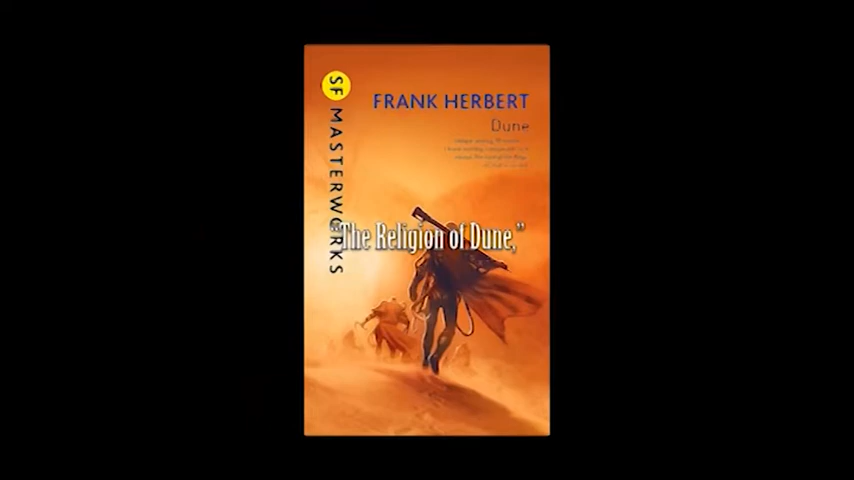 SF MASTERWORKS
FRANK HERBERT
Dune
"The Religion of Dune,"